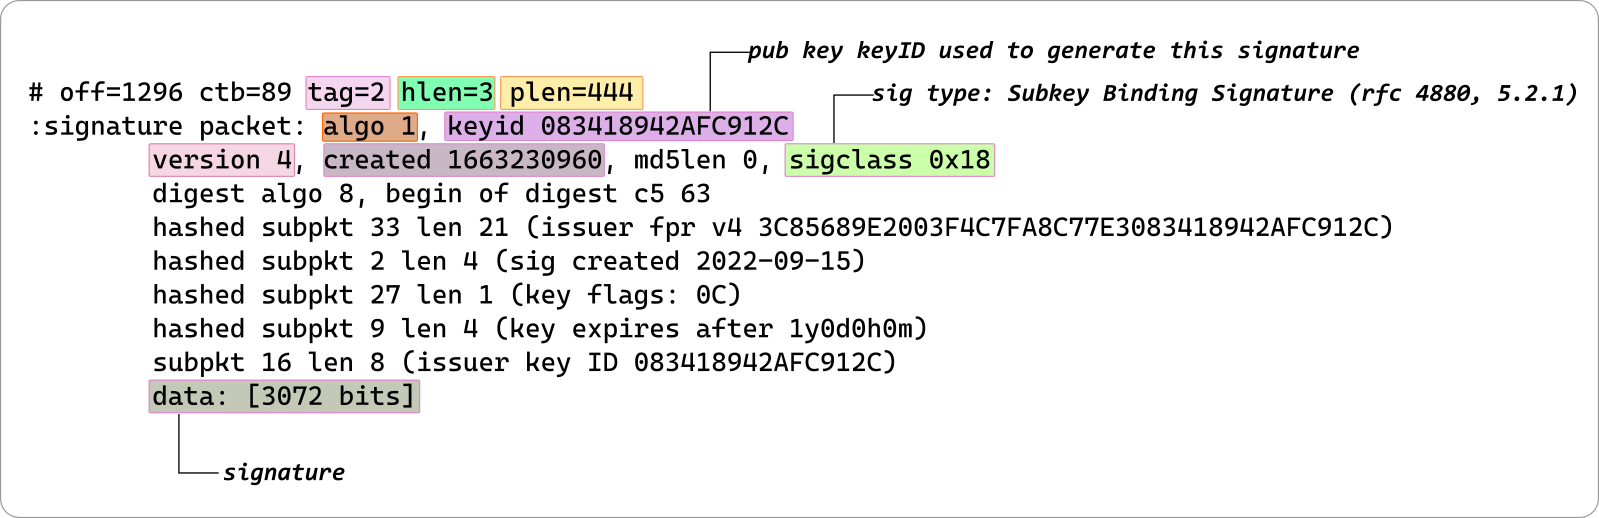 pub key keyID used to generate this signature
# off=1296 ctb=89 tag=2 hlen=3 plen=444
sig type: Subkey Binding Signature (rfc 4880, 5.2.1)
:signature packet: algo 1, keyid 083418942AFC912C
version 4, created 1663230960, md5len 0, sigclass 0x18
digest algo 8, begin of digest c5 63
hashed subpkt 33 len 21 (issuer fpr v4 3C85689E2003F4C7FA8C77E3083418942AFC912C)
hashed subpkt 2 len 4 (sig created 2022-09-15)
hashed subpkt 27 len 1 (key flags: 0C)
hashed subpkt 9 len 4 (key expires after 1y0d0h0m)
subpkt 16 len 8 (issuer key ID 083418942AFC912C)
data: [3072 bits]
signature